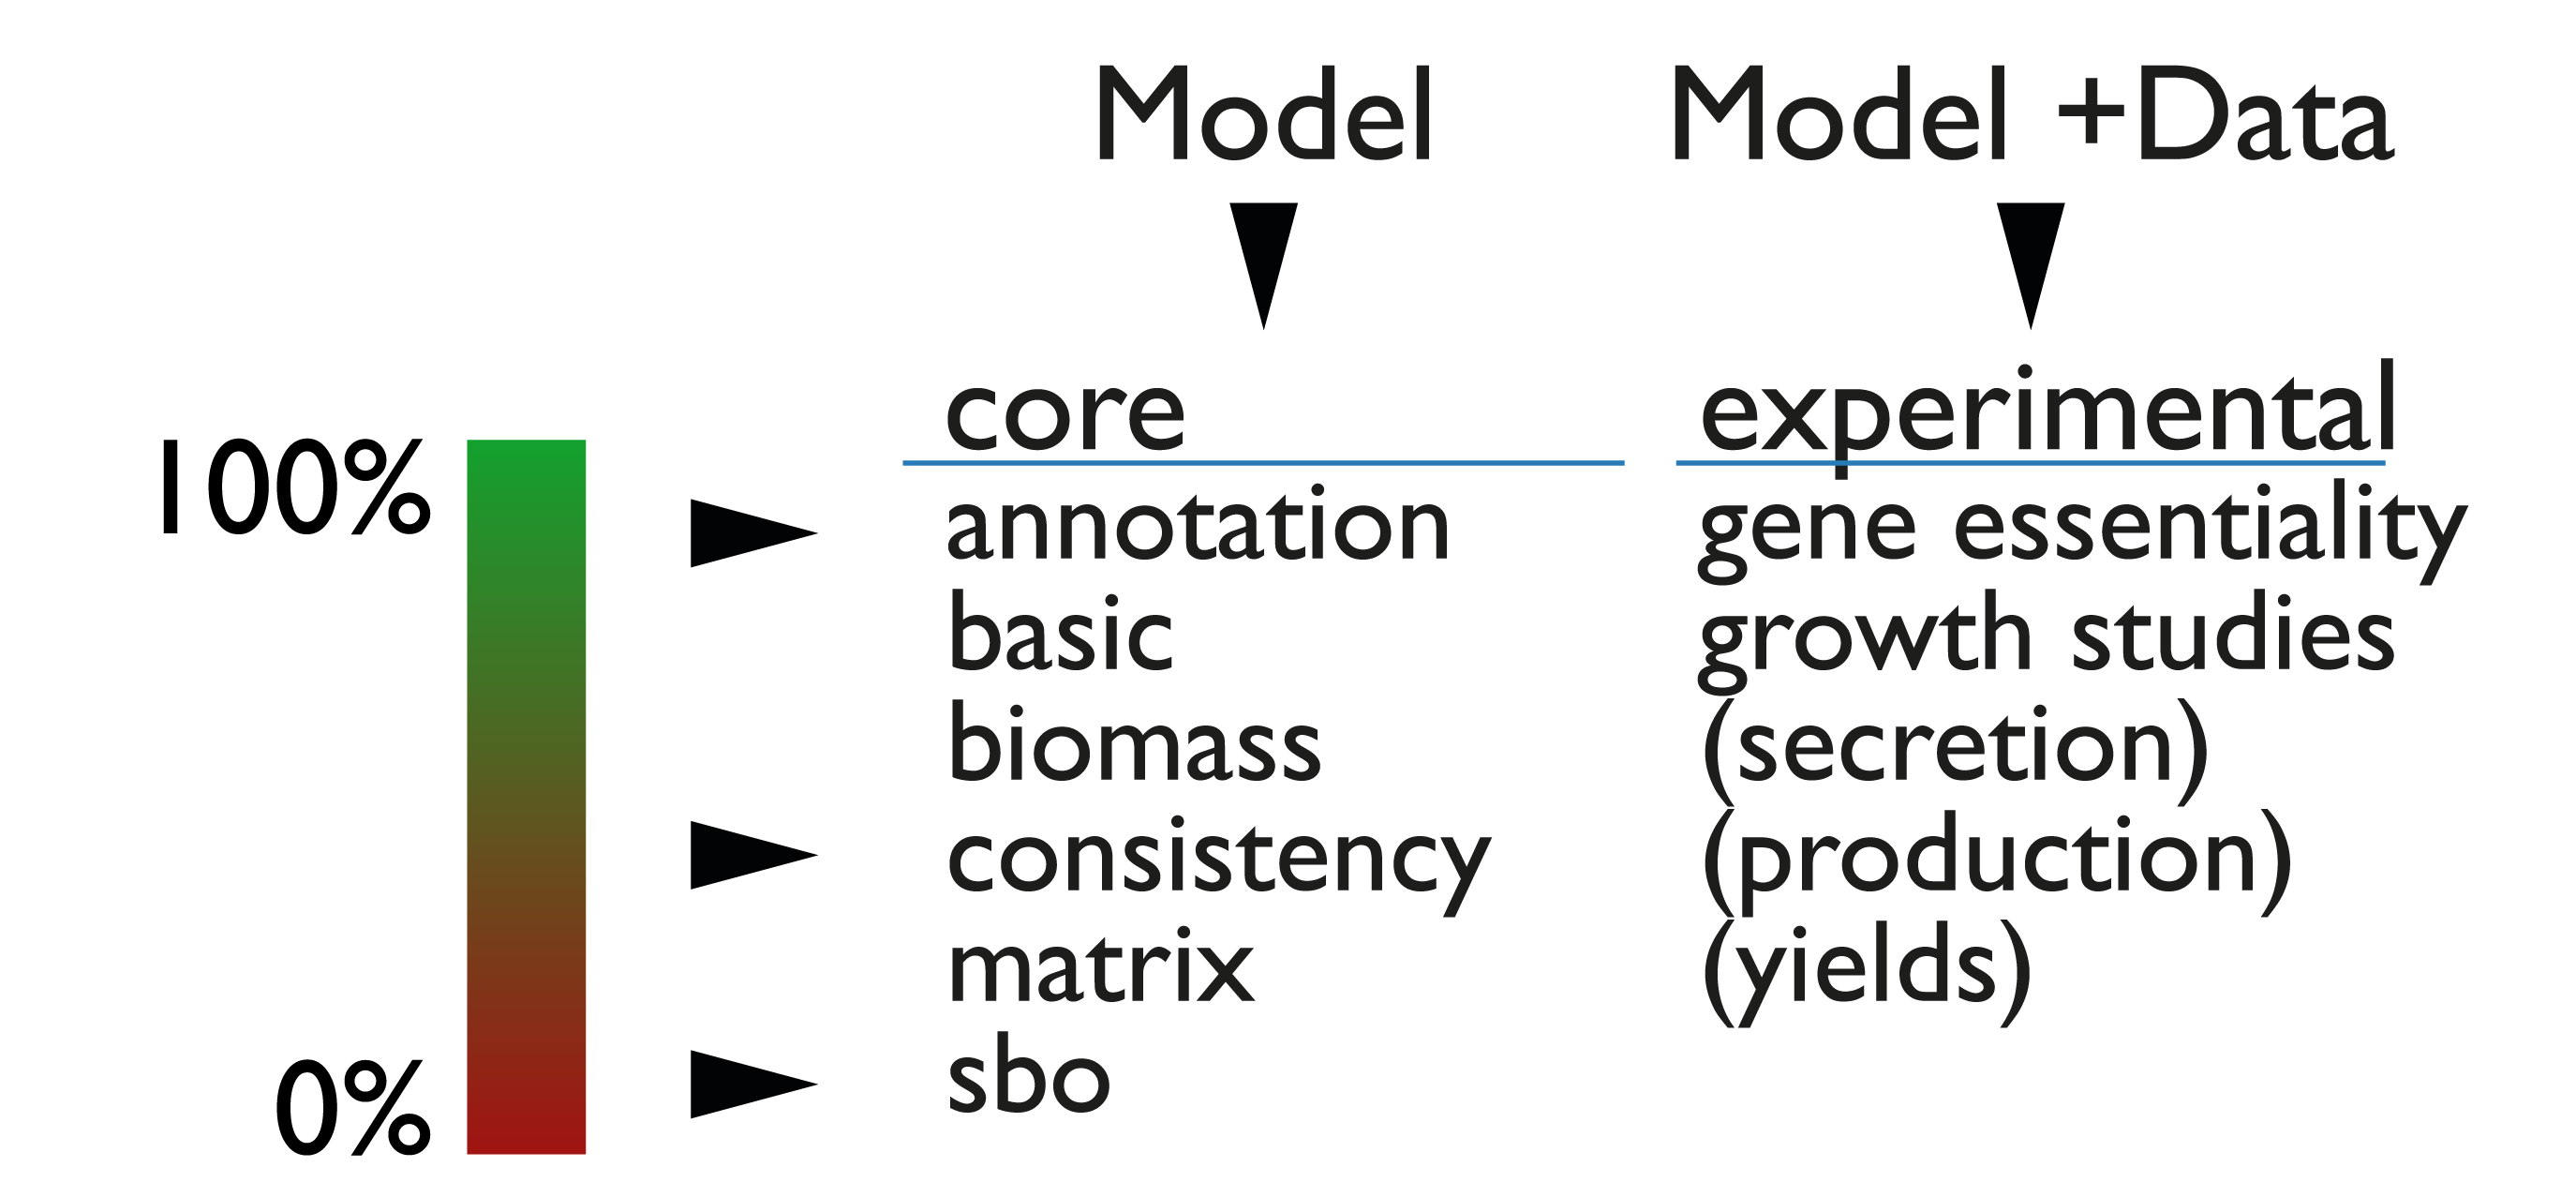 Model
Model +Data
core
experimental
100%
annotation
gene essentiality
basic
growth studies
biomass
(secretion)
consistency
(production)
matrix
(yields)
0%
sbo